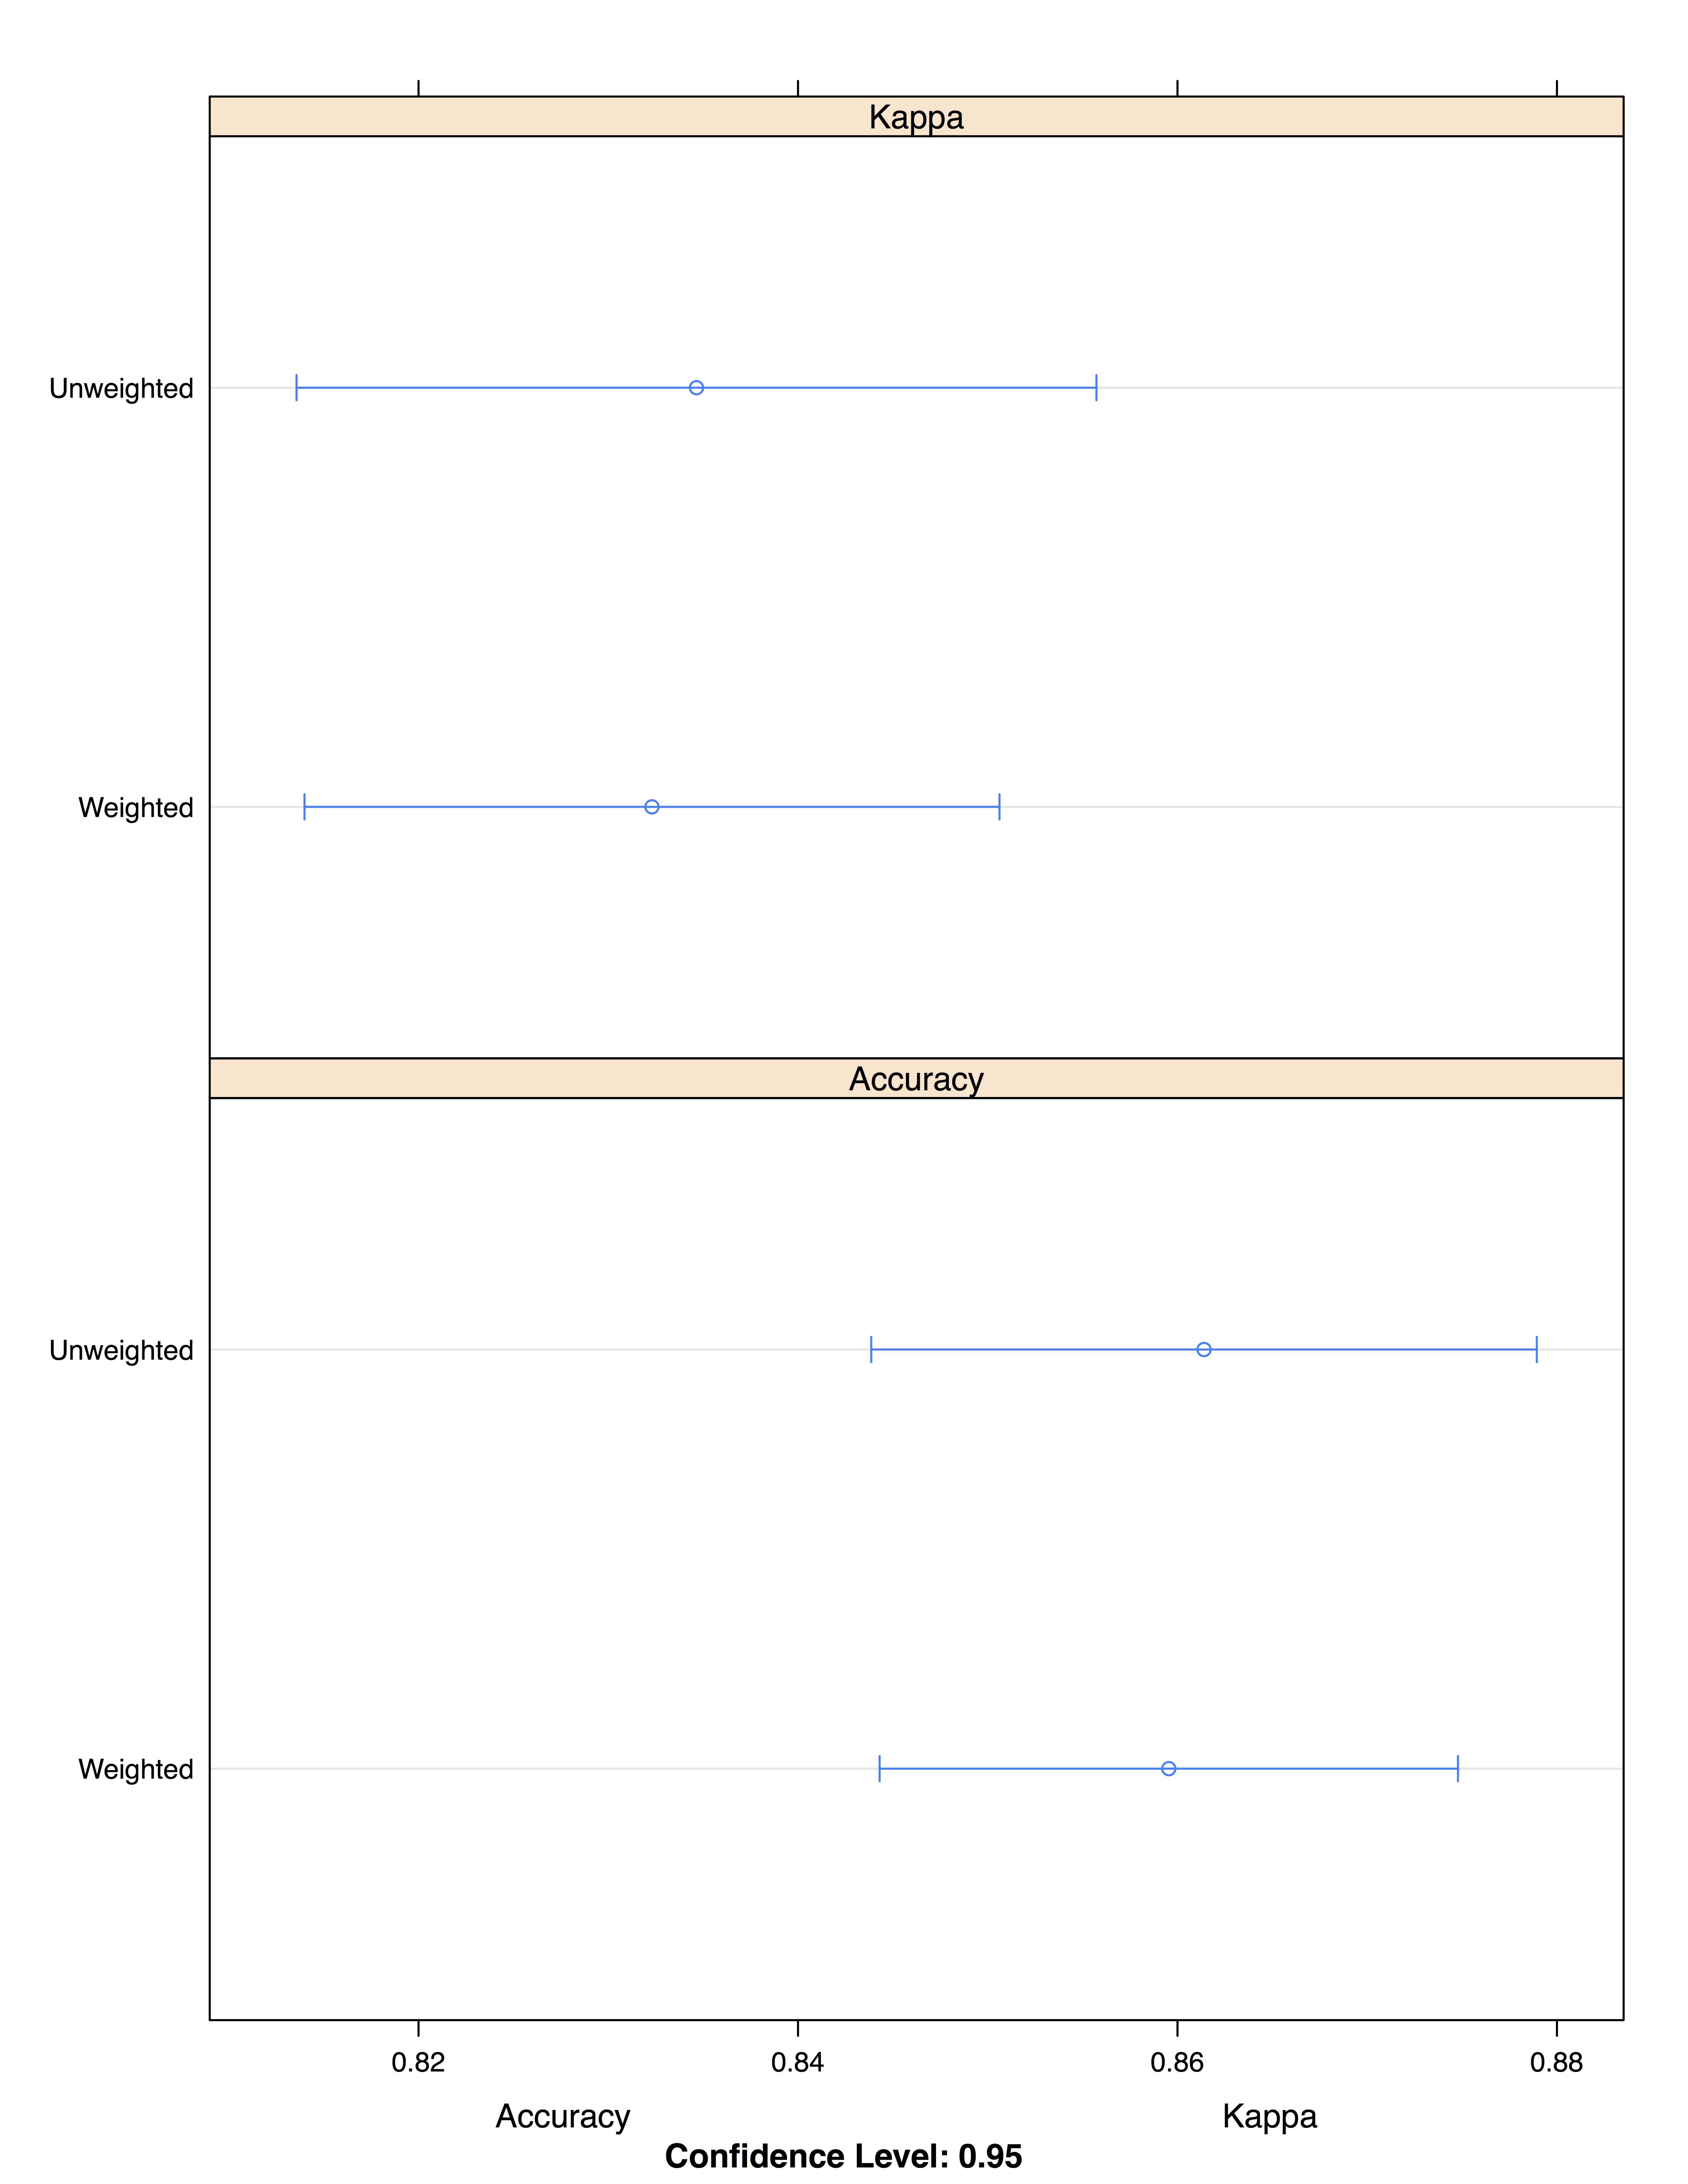 Kappa
Unweighted
Weighted
Accuracy
Unweighted
Weighted
0.82 0.84 0.86 0.88
Accuracy Kappa
Confidence Level: 0.95